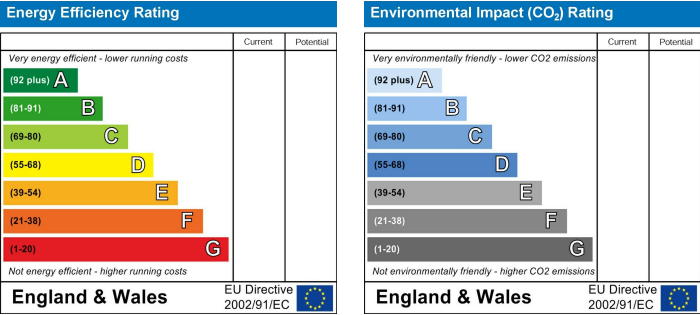 Energy Efficiency Rating
Current Potential
Very energy efficient - lower running costs
(92 plus) A
(81-91) B
(69-80) C
(55-68) D
(39-54) E
(21-38) F
(1-20) G
Not energy efficient - higher running costs
England & Wales
EU Directive
2002/91/EC
Environmental Impact (CO₂) Rating
Current Potential
Very environmentally friendly - lower CO2 emissions
(92 plus) A
(81-91) B
(69-80) C
(55-68) D
(39-54) E
(21-38) F
(1-20) G
Not environmentally friendly - higher CO2 emissions
England & Wales
EU Directive
2002/91/EC